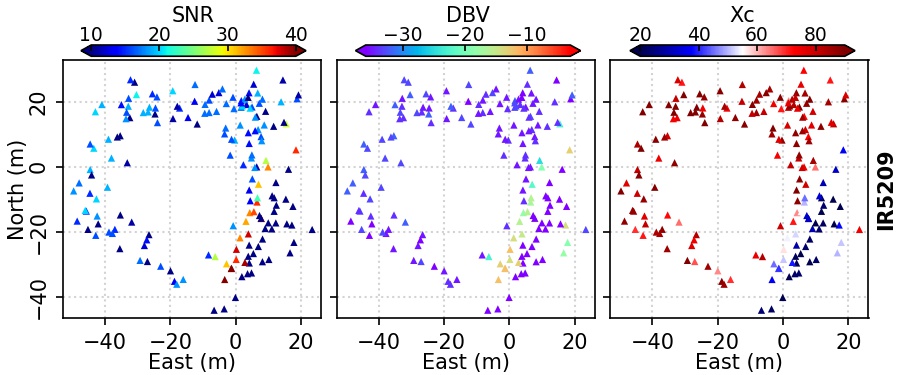 SNR DBV Xc
10 20 30 40 −30 −20 −10 20 40 60 80
20
0
−20
−40
North (m)
IR5209
−40 −20 0 20 −40 −20 0 20 −40 −20 0 20
East (m) East (m) East (m)